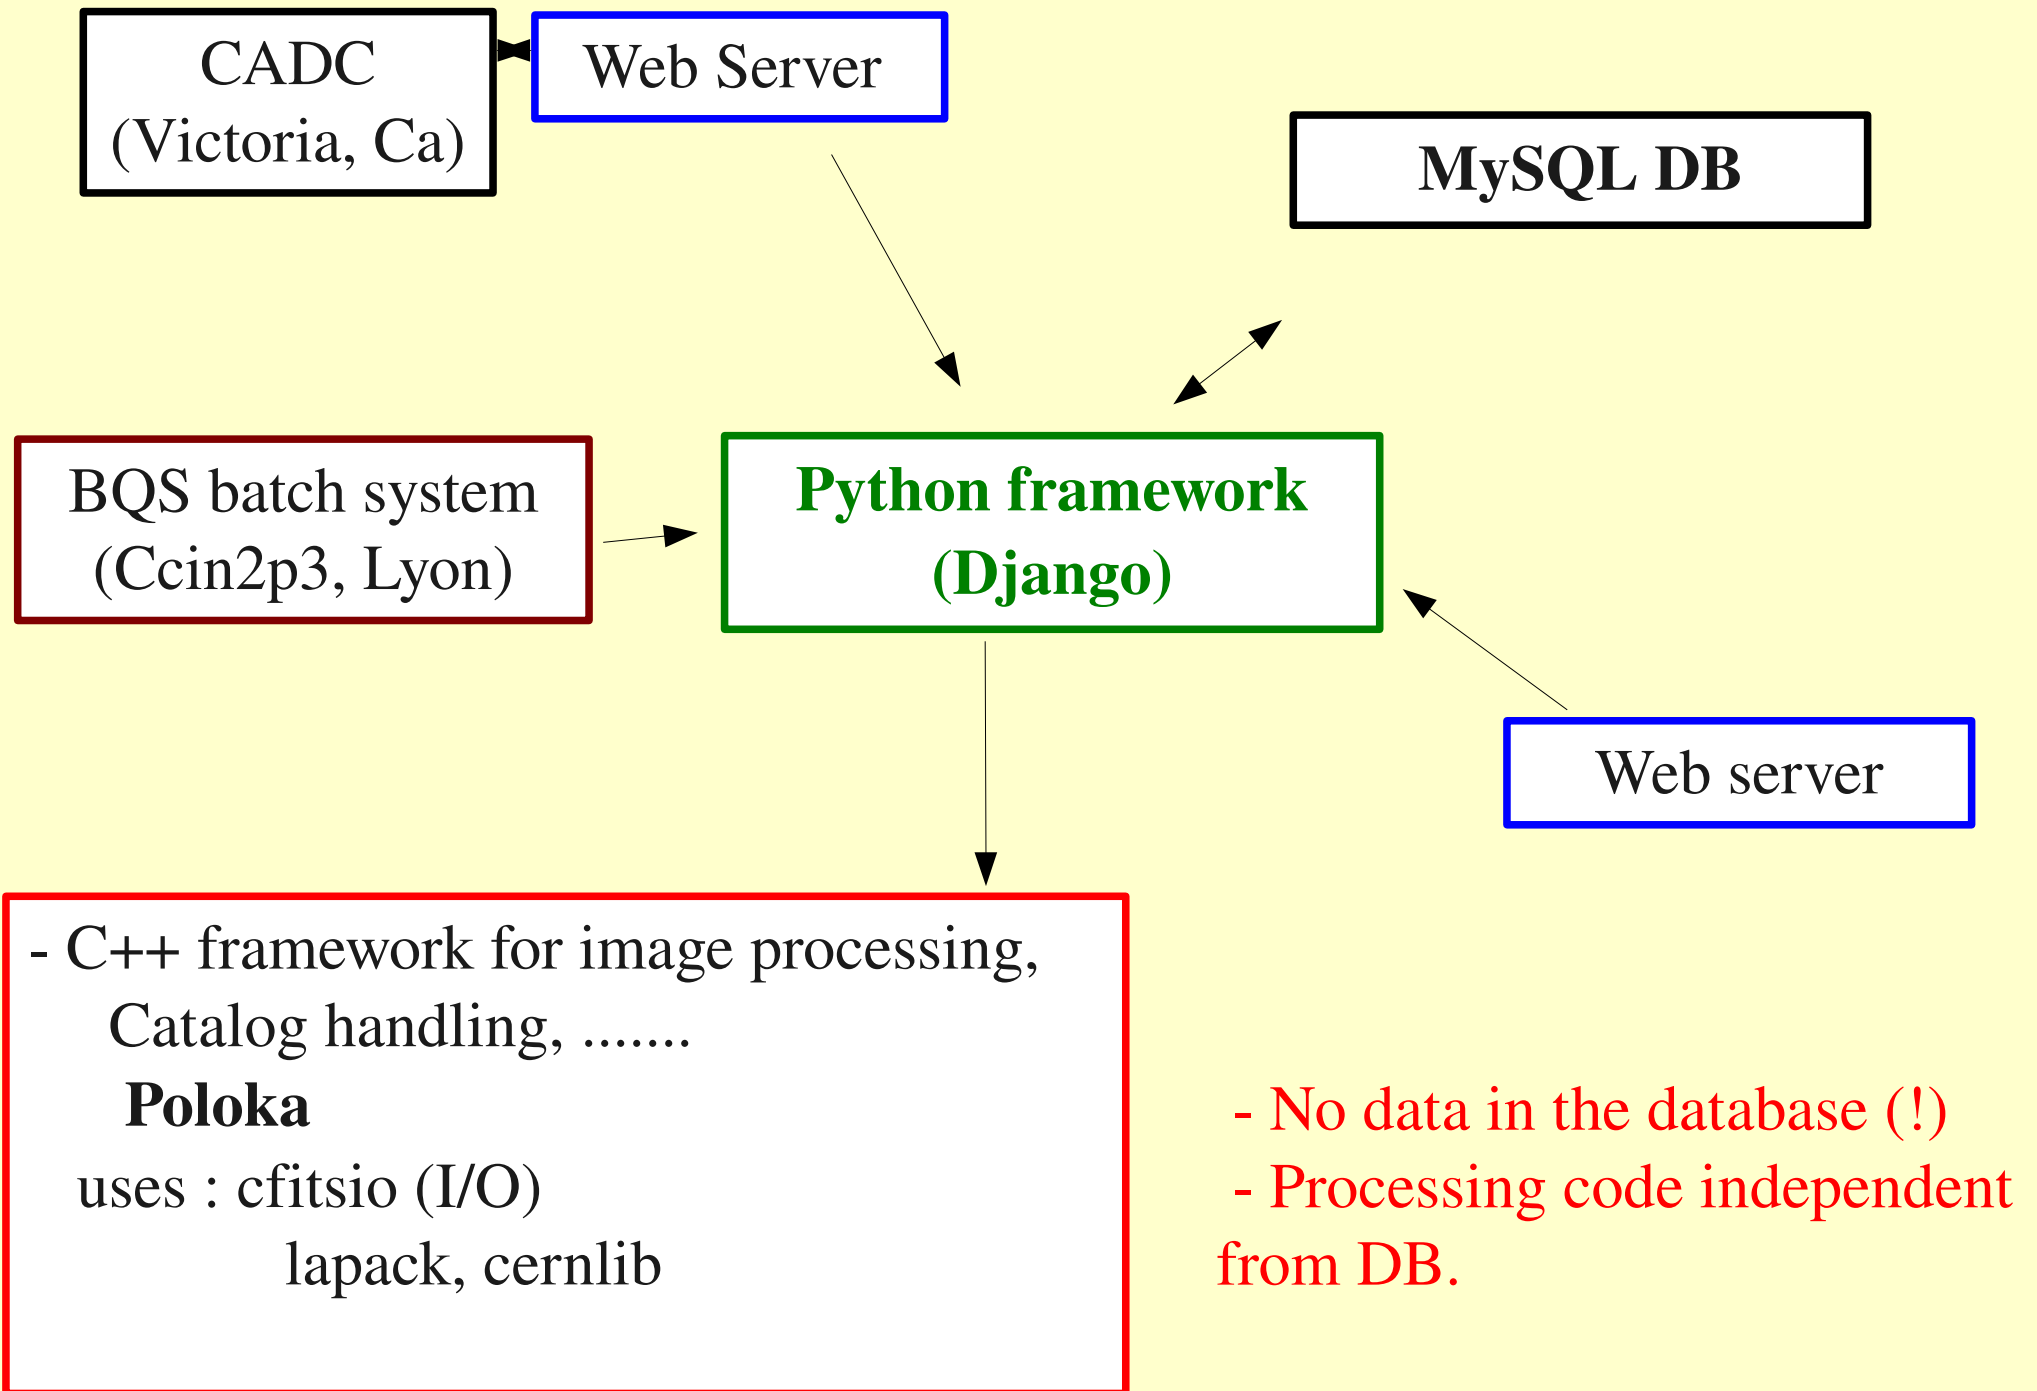 CADC
(Victoria, Ca)
Web Server
MySQL DB
BQS batch system
(Ccin2p3, Lyon)
Python framework
(Django)
Web server
- C++ framework for image processing,
Catalog handling, .......
Poloka
uses : cfitsio (I/O)
lapack, cernlib
- No data in the database (!)
- Processing code independent
from DB.